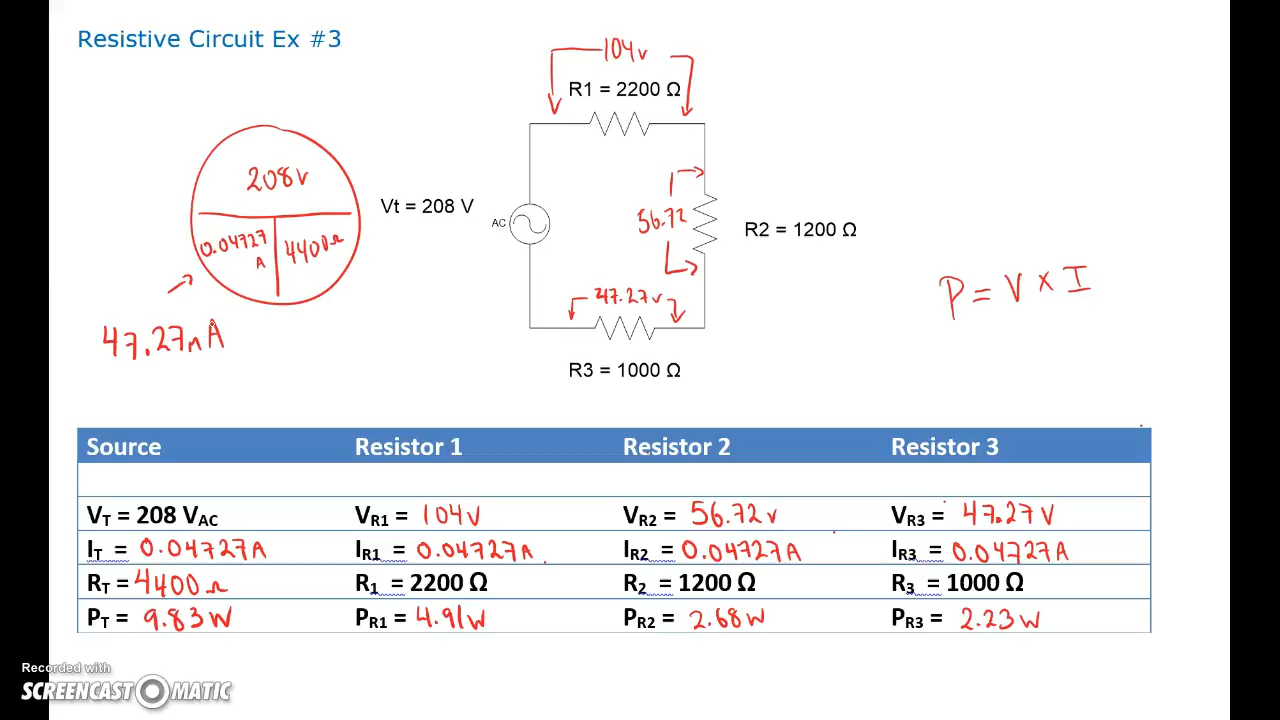 Resistive Circuit Ex #3
104v
R1 = 2200 Ω
208v
0.04727 A
4400Ω
47.27nA
Vt = 208 V
AC
56.72
R2 = 1200 Ω
47.27v
R3 = 1000 Ω
P = V x I
Source Resistor 1 Resistor 2 Resistor 3
VT = 208 VAC VR1 = 104V VR2 = 56.72v VR3 = 47.27V
IT = 0.04727A IR1 = 0.04727A IR2 = 0.04727A IR3 = 0.04727A
RT = 4400Ω R1 = 2200 Ω R2 = 1200 Ω R3 = 1000 Ω
PT = 9.83W PR1 = 4.91W PR2 = 2.68W PR3 = 2.23W
Recorded with
SCREENCAST-O-MATIC